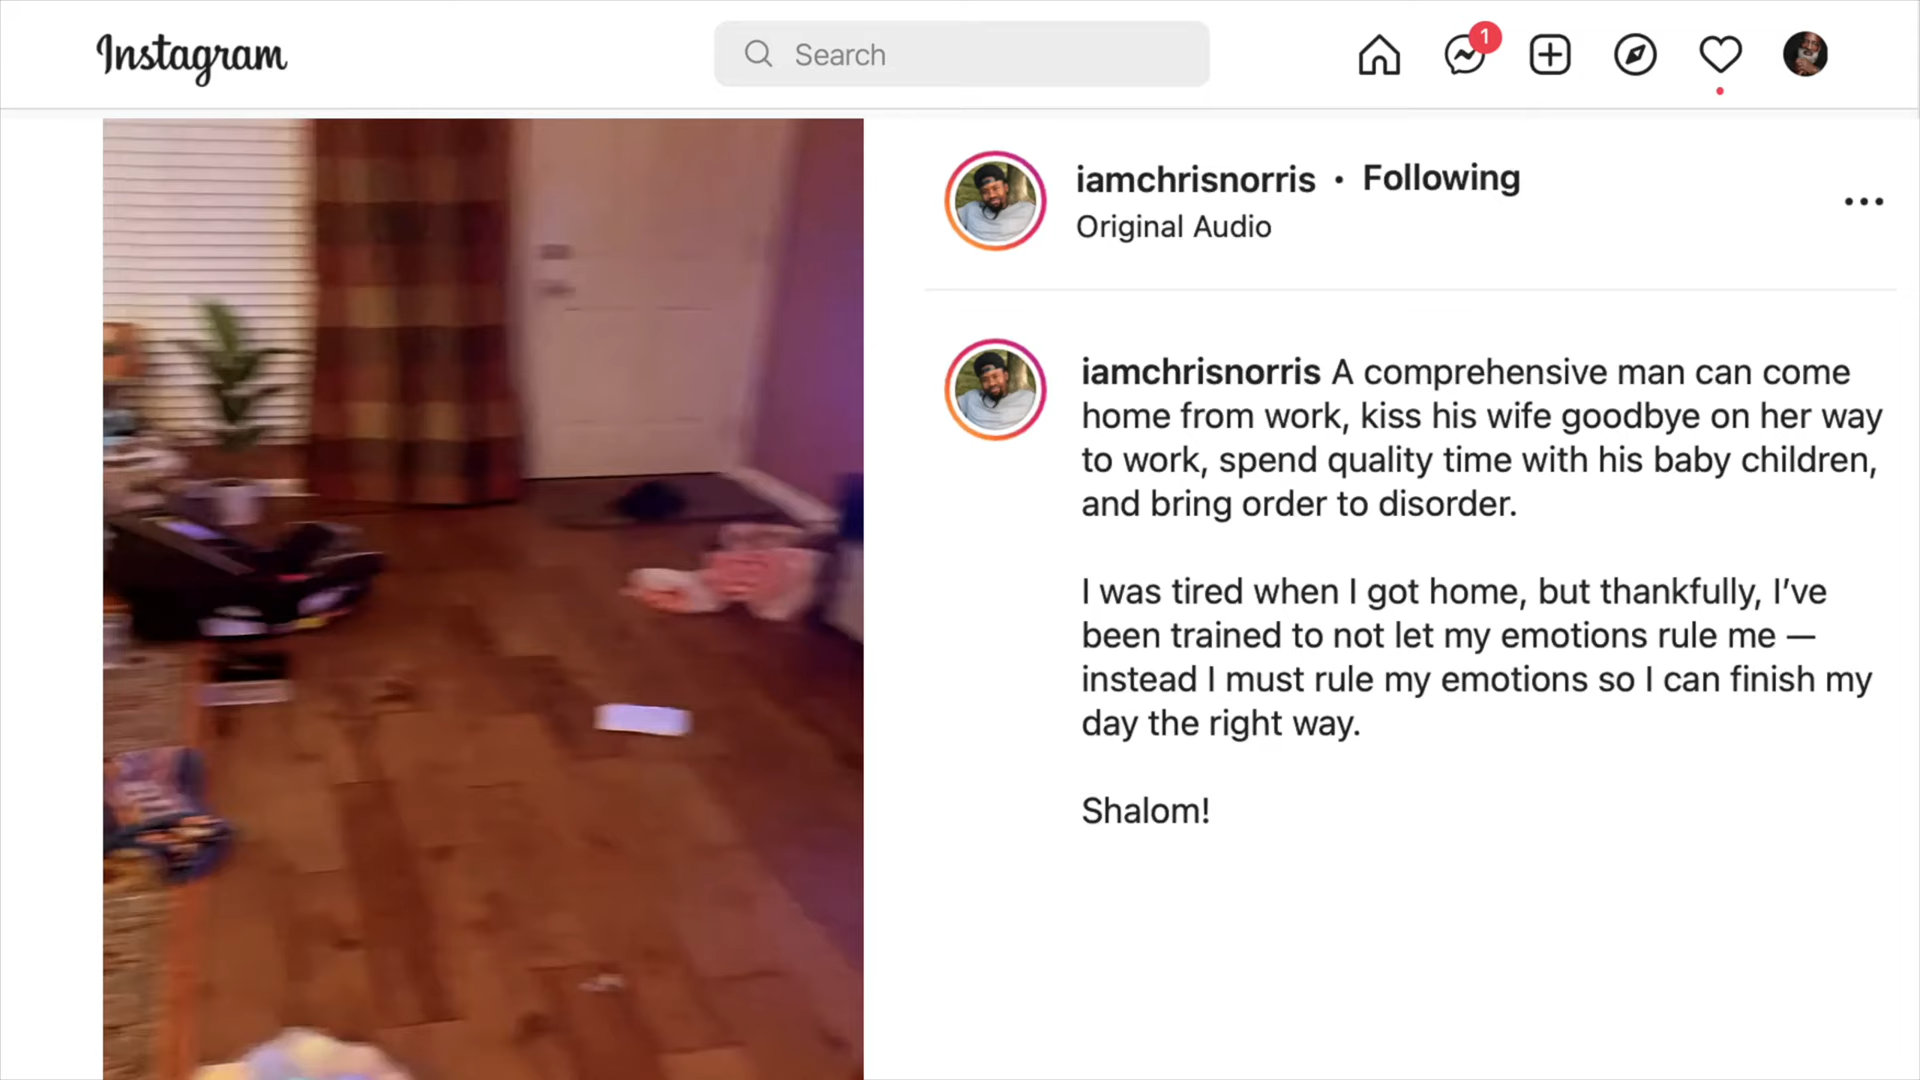 Instagram
Search
1
iamchrisnorris • Following
Original Audio
iamchrisnorris A comprehensive man can come
home from work, kiss his wife goodbye on her way
to work, spend quality time with his baby children,
and bring order to disorder.
I was tired when I got home, but thankfully, I’ve
been trained to not let my emotions rule me —
instead I must rule my emotions so I can finish my
day the right way.
Shalom!